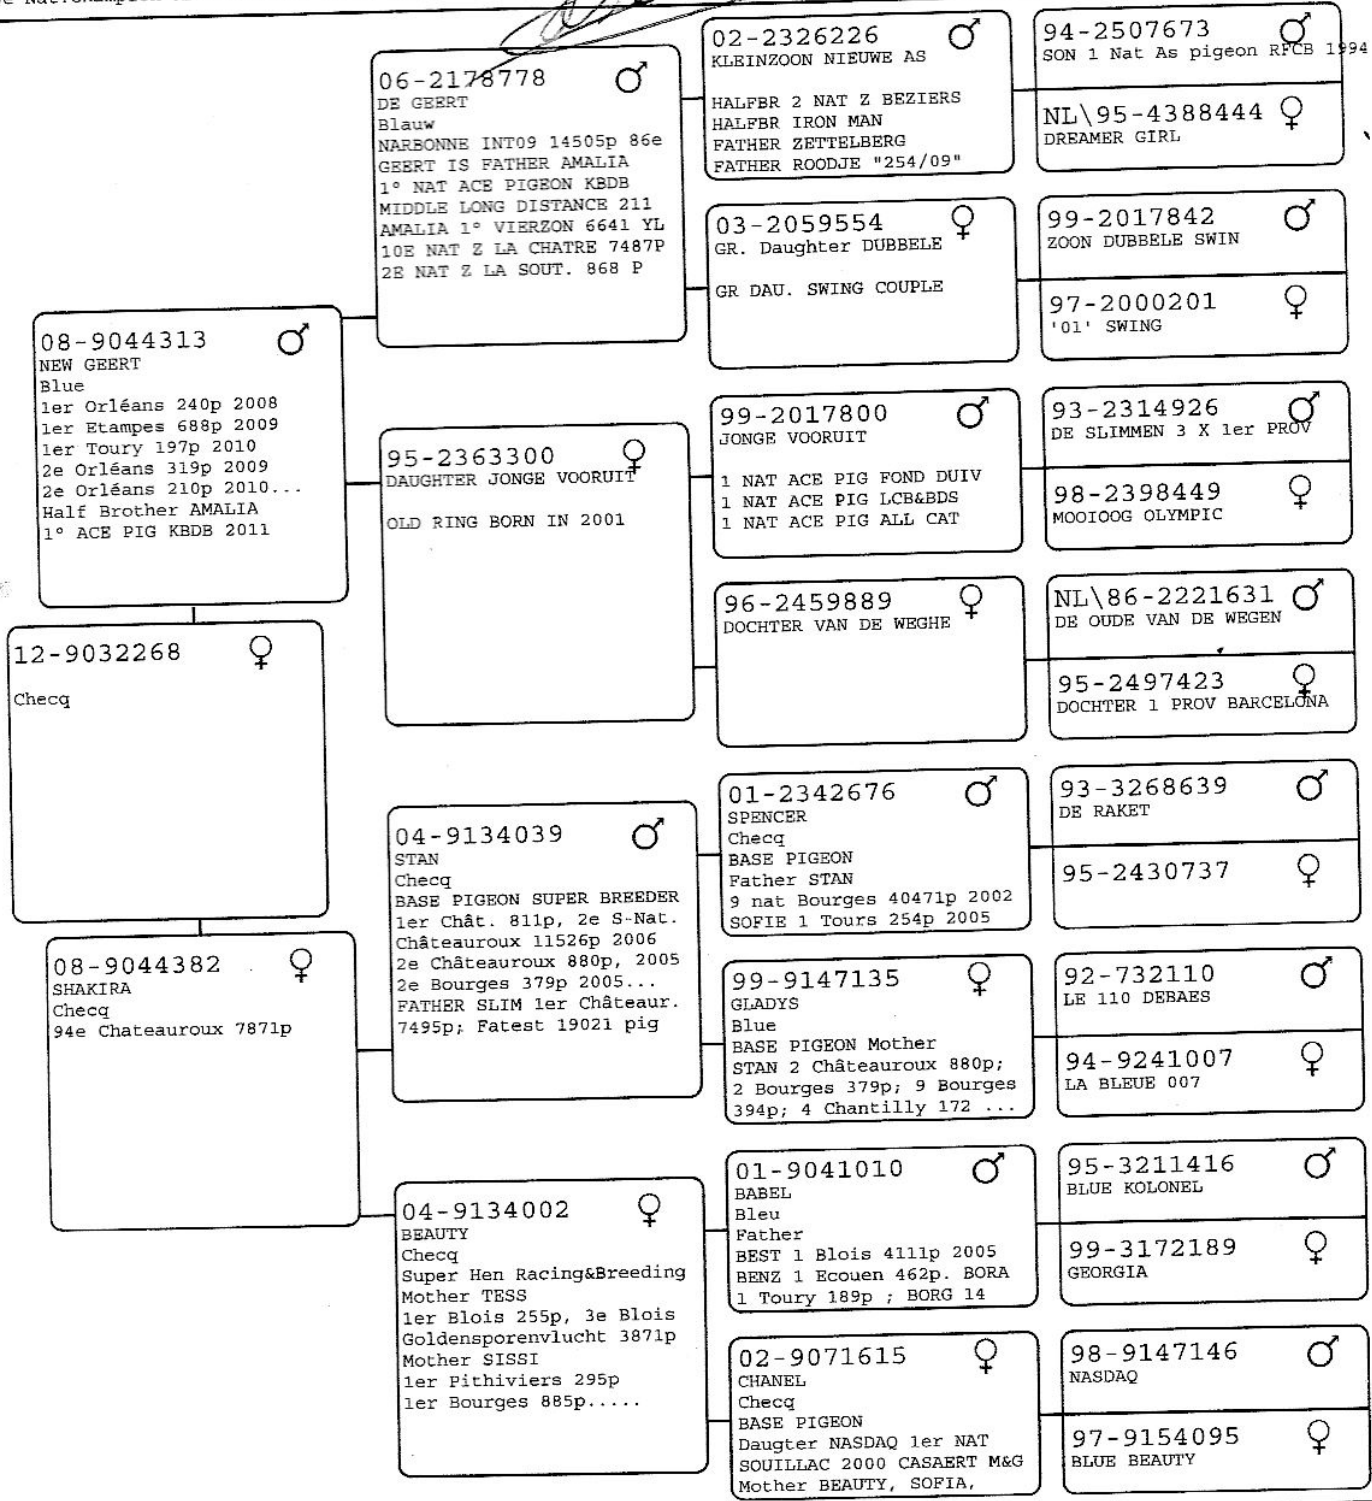 12-9032268
Checq
08-9044313
NEW GEERT
Blue
1er Orléans 240p 2008
1er Etampes 688p 2009
1er Toury 197p 2010
2e Orléans 319p 2009
2e Orléans 210p 2010...
Half Brother AMALIA
1° ACE PIG KBDB 2011
08-9044382
SHAKIRA
Checq
94e Chateauroux 7871p
06-2178778
DE GEERT
Blauw
NARBONNE INT09 14505p 86e
GEERT IS FATHER AMALIA
1° NAT ACE PIGEON KBDB
MIDDLE LONG DISTANCE 211
AMALIA 1° VIERZON 6641 YL
10E NAT Z LA CHATRE 7487P
2E NAT Z LA SOUT. 868 P
95-2363300
DAUGHTER JONGE VOORUIT
OLD RING BORN IN 2001
04-9134039
STAN
Checq
BASE PIGEON SUPER BREEDER
1er Chât. 811p, 2e S-Nat.
Châteauroux 11526p 2006
2e Châteauroux 880p, 2005
2e Bourges 379p 2005...
FATHER SLIM 1er Châteaur.
7495p; Fatest 19021 pig
04-9134002
BEAUTY
Checq
Super Hen Racing&Breeding
Mother TESS
1er Blois 255p, 3e Blois
Goldensporenvlucht 3871p
Mother SISSI
1er Pithiviers 295p
1er Bourges 885p.....
02-2326226
KLEINZOON NIEUWE AS
HALFBR 2 NAT Z BEZIERS
HALFBR IRON MAN
FATHER ZETTELBERG
FATHER ROODJE "254/09"
03-2059554
GR. Daughter DUBBELE
GR DAU. SWING COUPLE
99-2017800
JONGE VOORUIT
1 NAT ACE PIG FOND DUIV
1 NAT ACE PIG LCB&BDS
1 NAT ACE PIG ALL CAT
96-2459889
DOCHTER VAN DE WEGHE
01-2342676
SPENCER
Checq
BASE PIGEON
Father STAN
9 nat Bourges 40471p 2002
SOFIE 1 Tours 254p 2005
99-9147135
GLADYS
Blue
BASE PIGEON Mother
STAN 2 Châteauroux 880p;
2 Bourges 379p; 9 Bourges
394p; 4 Chantilly 172 ...
01-9041010
BABEL
Bleu
Father
BEST 1 Blois 4111p 2005
BENZ 1 Ecouen 462p. BORA
1 Toury 189p ; BORG 14
02-9071615
CHANEL
Checq
BASE PIGEON
Daugter NASDAQ 1er NAT
SOUILLAC 2000 CASAERT M&G
Mother BEAUTY, SOFIA,
94-2507673
SON 1 Nat As pigeon RFCB 1994
NL\95-4388444
DREAMER GIRL
99-2017842
ZOON DUBBELE SWIN
97-2000201
'01' SWING
93-2314926
DE SLIMMEN 3 X 1er PROV
98-2398449
MOOIOOG OLYMPIC
NL\86-2221631
DE OUDE VAN DE WEGEN
95-2497423
DOCHTER 1 PROV BARCELONA
93-3268639
DE RAKET
95-2430737
92-732110
LE 110 DEBAES
94-9241007
LA BLEUE 007
95-3211416
BLUE KOLONEL
99-3172189
GEORGIA
98-9147146
NASDAQ
97-9154095
BLUE BEAUTY